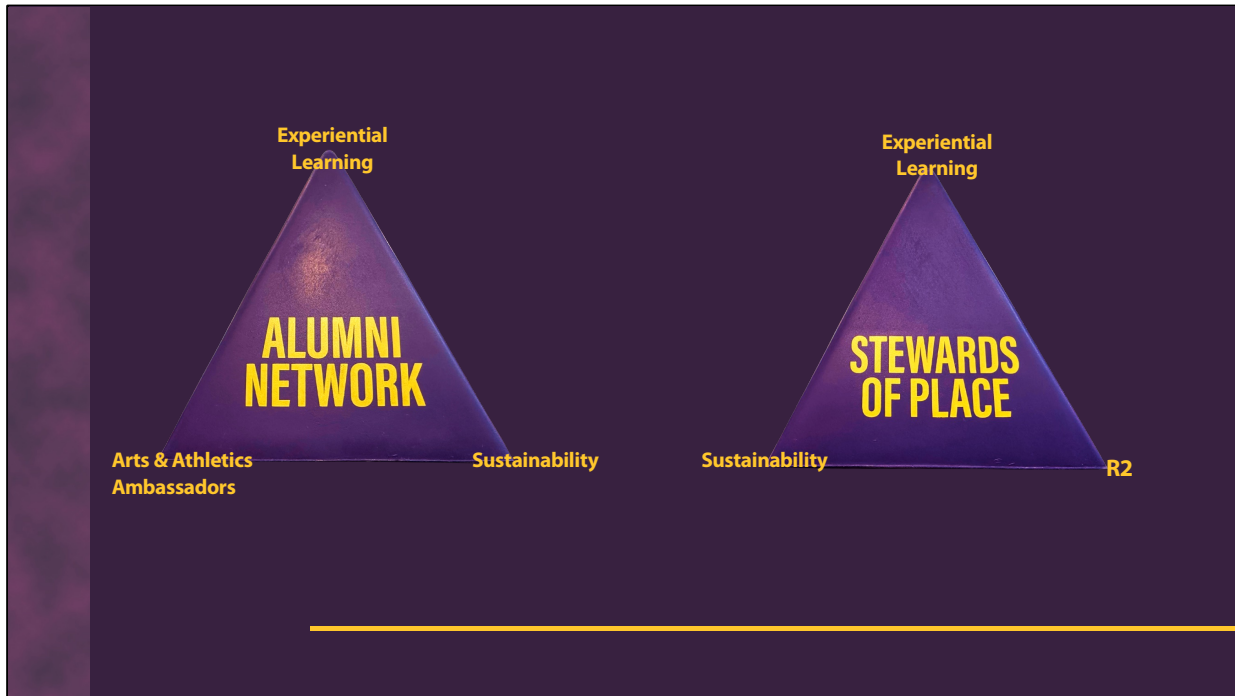 Experiential
Learning
ALUMNI
NETWORK
Arts & Athletics
Ambassadors
Sustainability
Experiential
Learning
STEWARDS
OF PLACE
Sustainability
R2